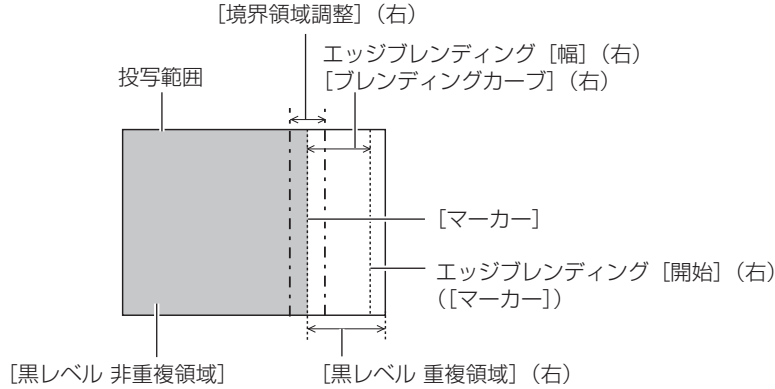 [境界領域調整]（右）
エッジブレンディング［幅］（右）
［ブレンディングカーブ］（右）
投写範囲
［マーカー］
エッジブレンディング［開始］（右）
（［マーカー］）
［黒レベル 非重複領域］
［黒レベル 重複領域］（右）